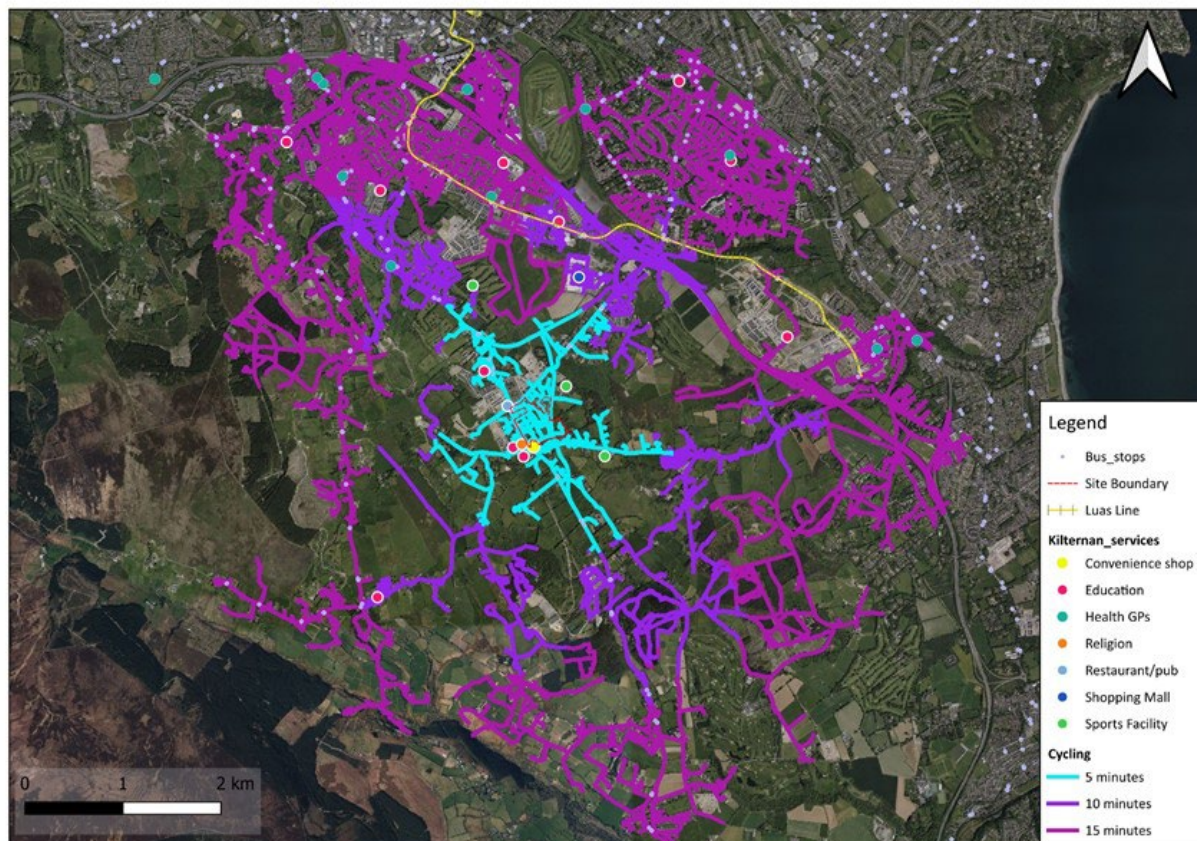 Legend
Bus_stops
Site Boundary
Luas Line
Kilternan_services
Convenience shop
Education
Health GPs
Religion
Restaurant/pub
Shopping Mall
Sports Facility
Cycling
5 minutes
10 minutes
15 minutes
0 1 2 km